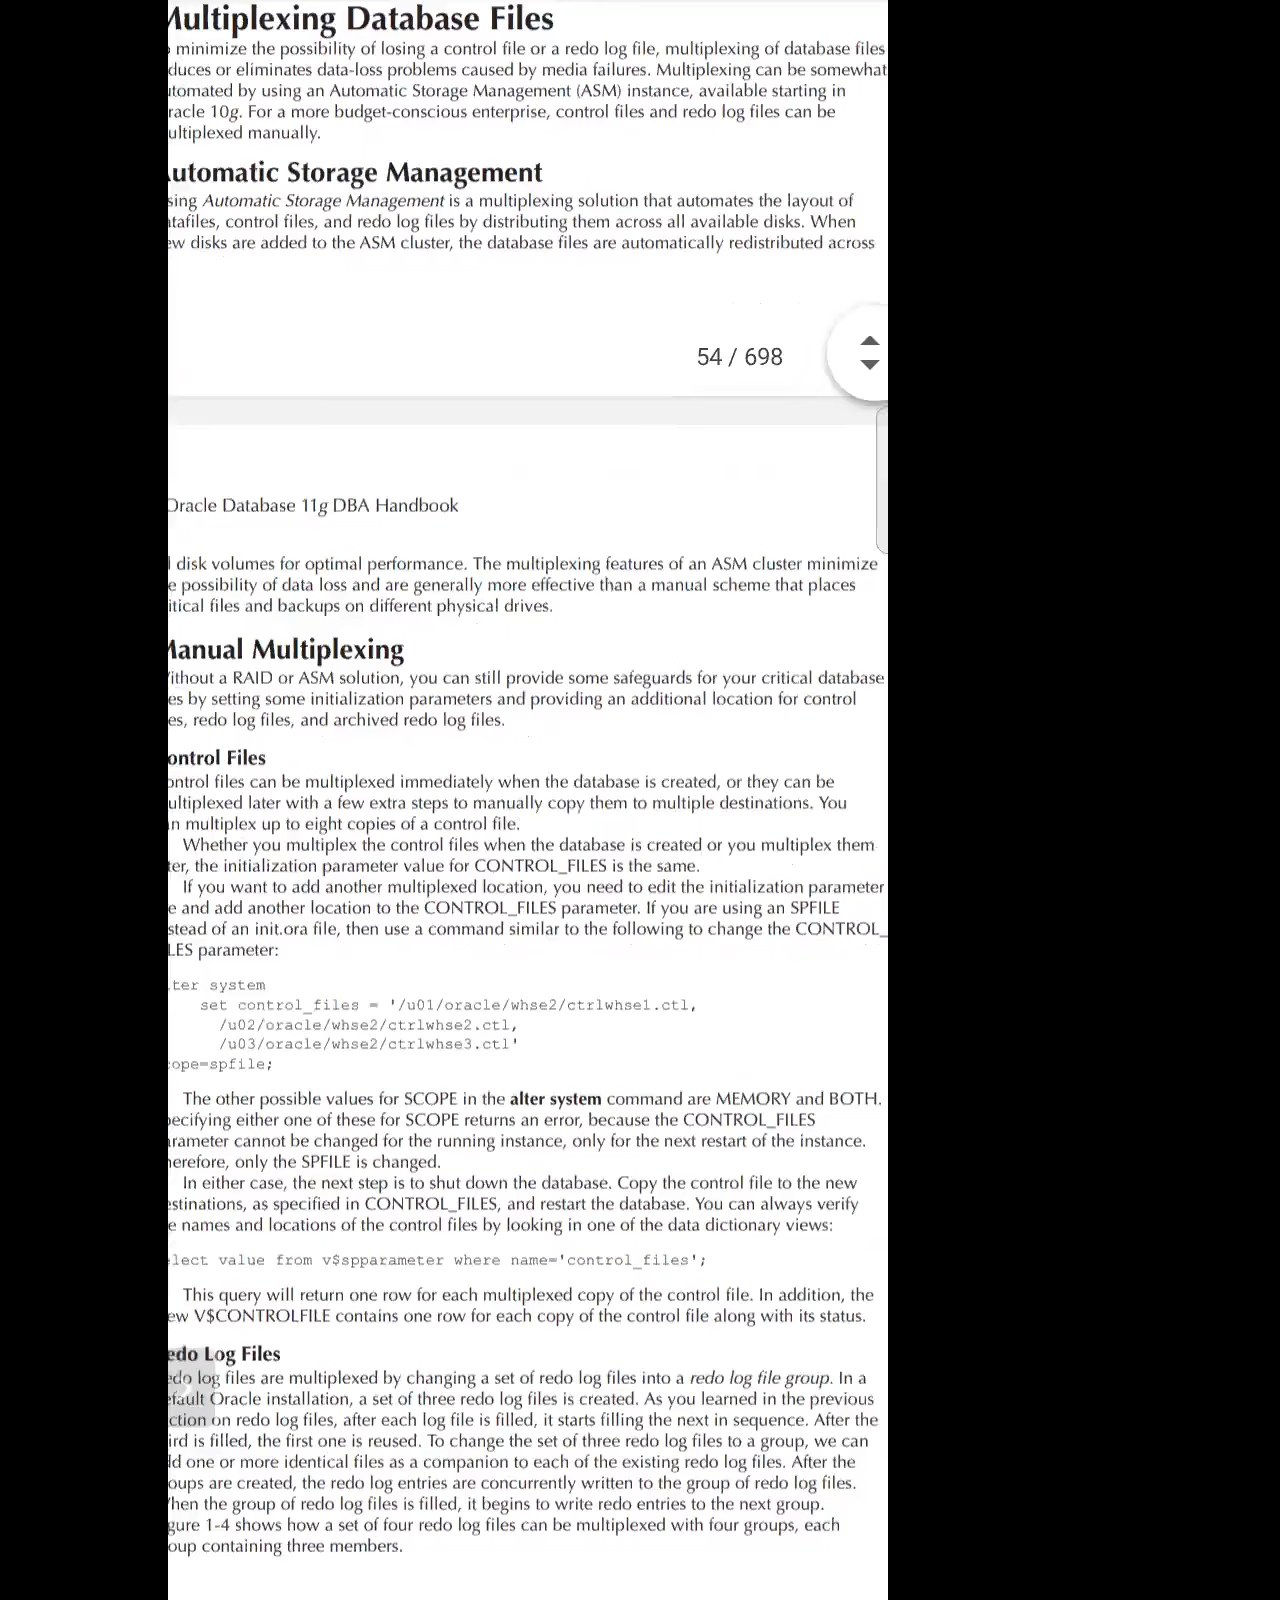 Multiplexing Database Files
minimize the possibility of losing a control file or a redo log file, multiplexing of database files
duces or eliminates data-loss problems caused by media failures. Multiplexing can be somewhat
tomated by using an Automatic Storage Management (ASM) instance, available starting in
racle 10g. For a more budget-conscious enterprise, control files and redo log files can be
ultiplexed manually.
utomatic Storage Management
sing Automatic Storage Management is a multiplexing solution that automates the layout of
tafiles, control files, and redo log files by distributing them across all available disks. When
ew disks are added to the ASM cluster, the database files are automatically redistributed across
54 / 698
Oracle Database 11g DBA Handbook
l disk volumes for optimal performance. The multiplexing features of an ASM cluster minimize
e possibility of data loss and are generally more effective than a manual scheme that places
itical files and backups on different physical drives.
Manual Multiplexing
ithout a RAID or ASM solution, you can still provide some safeguards for your critical database
es by setting some initialization parameters and providing an additional location for control
es, redo log files, and archived redo log files.
ontrol Files
ontrol files can be multiplexed immediately when the database is created, or they can be
ultiplexed later with a few extra steps to manually copy them to multiple destinations. You
n multiplex up to eight copies of a control file.
Whether you multiplex the control files when the database is created or you multiplex them
ter, the initialization parameter value for CONTROL_FILES is the same.
If you want to add another multiplexed location, you need to edit the initialization parameter
e and add another location to the CONTROL_FILES parameter. If you are using an SPFILE
stead of an init.ora file, then use a command similar to the following to change the CONTROL_
LES parameter:
ter system
set control_files = '/u01/oracle/whse2/ctrlwhse1.ctl,
/u02/oracle/whse2/ctrlwhse2.ctl,
/u03/oracle/whse2/ctrlwhse3.ctl'
ope=spfile;
The other possible values for SCOPE in the alter system command are MEMORY and BOTH.
ecifying either one of these for SCOPE returns an error, because the CONTROL_FILES
rameter cannot be changed for the running instance, only for the next restart of the instance.
herefore, only the SPFILE is changed.
In either case, the next step is to shut down the database. Copy the control file to the new
estinations, as specified in CONTROL_FILES, and restart the database. You can always verify
e names and locations of the control files by looking in one of the data dictionary views:
lect value from v$spparameter where name='control_files';
This query will return one row for each multiplexed copy of the control file. In addition, the
ew V$CONTROLFILE contains one row for each copy of the control file along with its status.
edo Log Files
edo log files are multiplexed by changing a set of redo log files into a redo log file group. In a
efault Oracle installation, a set of three redo log files is created. As you learned in the previous
ction on redo log files, after each log file is filled, it starts filling the next in sequence. After the
ird is filled, the first one is reused. To change the set of three redo log files to a group, we can
ld one or more identical files as a companion to each of the existing redo log files. After the
oups are created, the redo log entries are concurrently written to the group of redo log files.
hen the group of redo log files is filled, it begins to write redo entries to the next group.
gure 1-4 shows how a set of four redo log files can be multiplexed with four groups, each
oup containing three members.